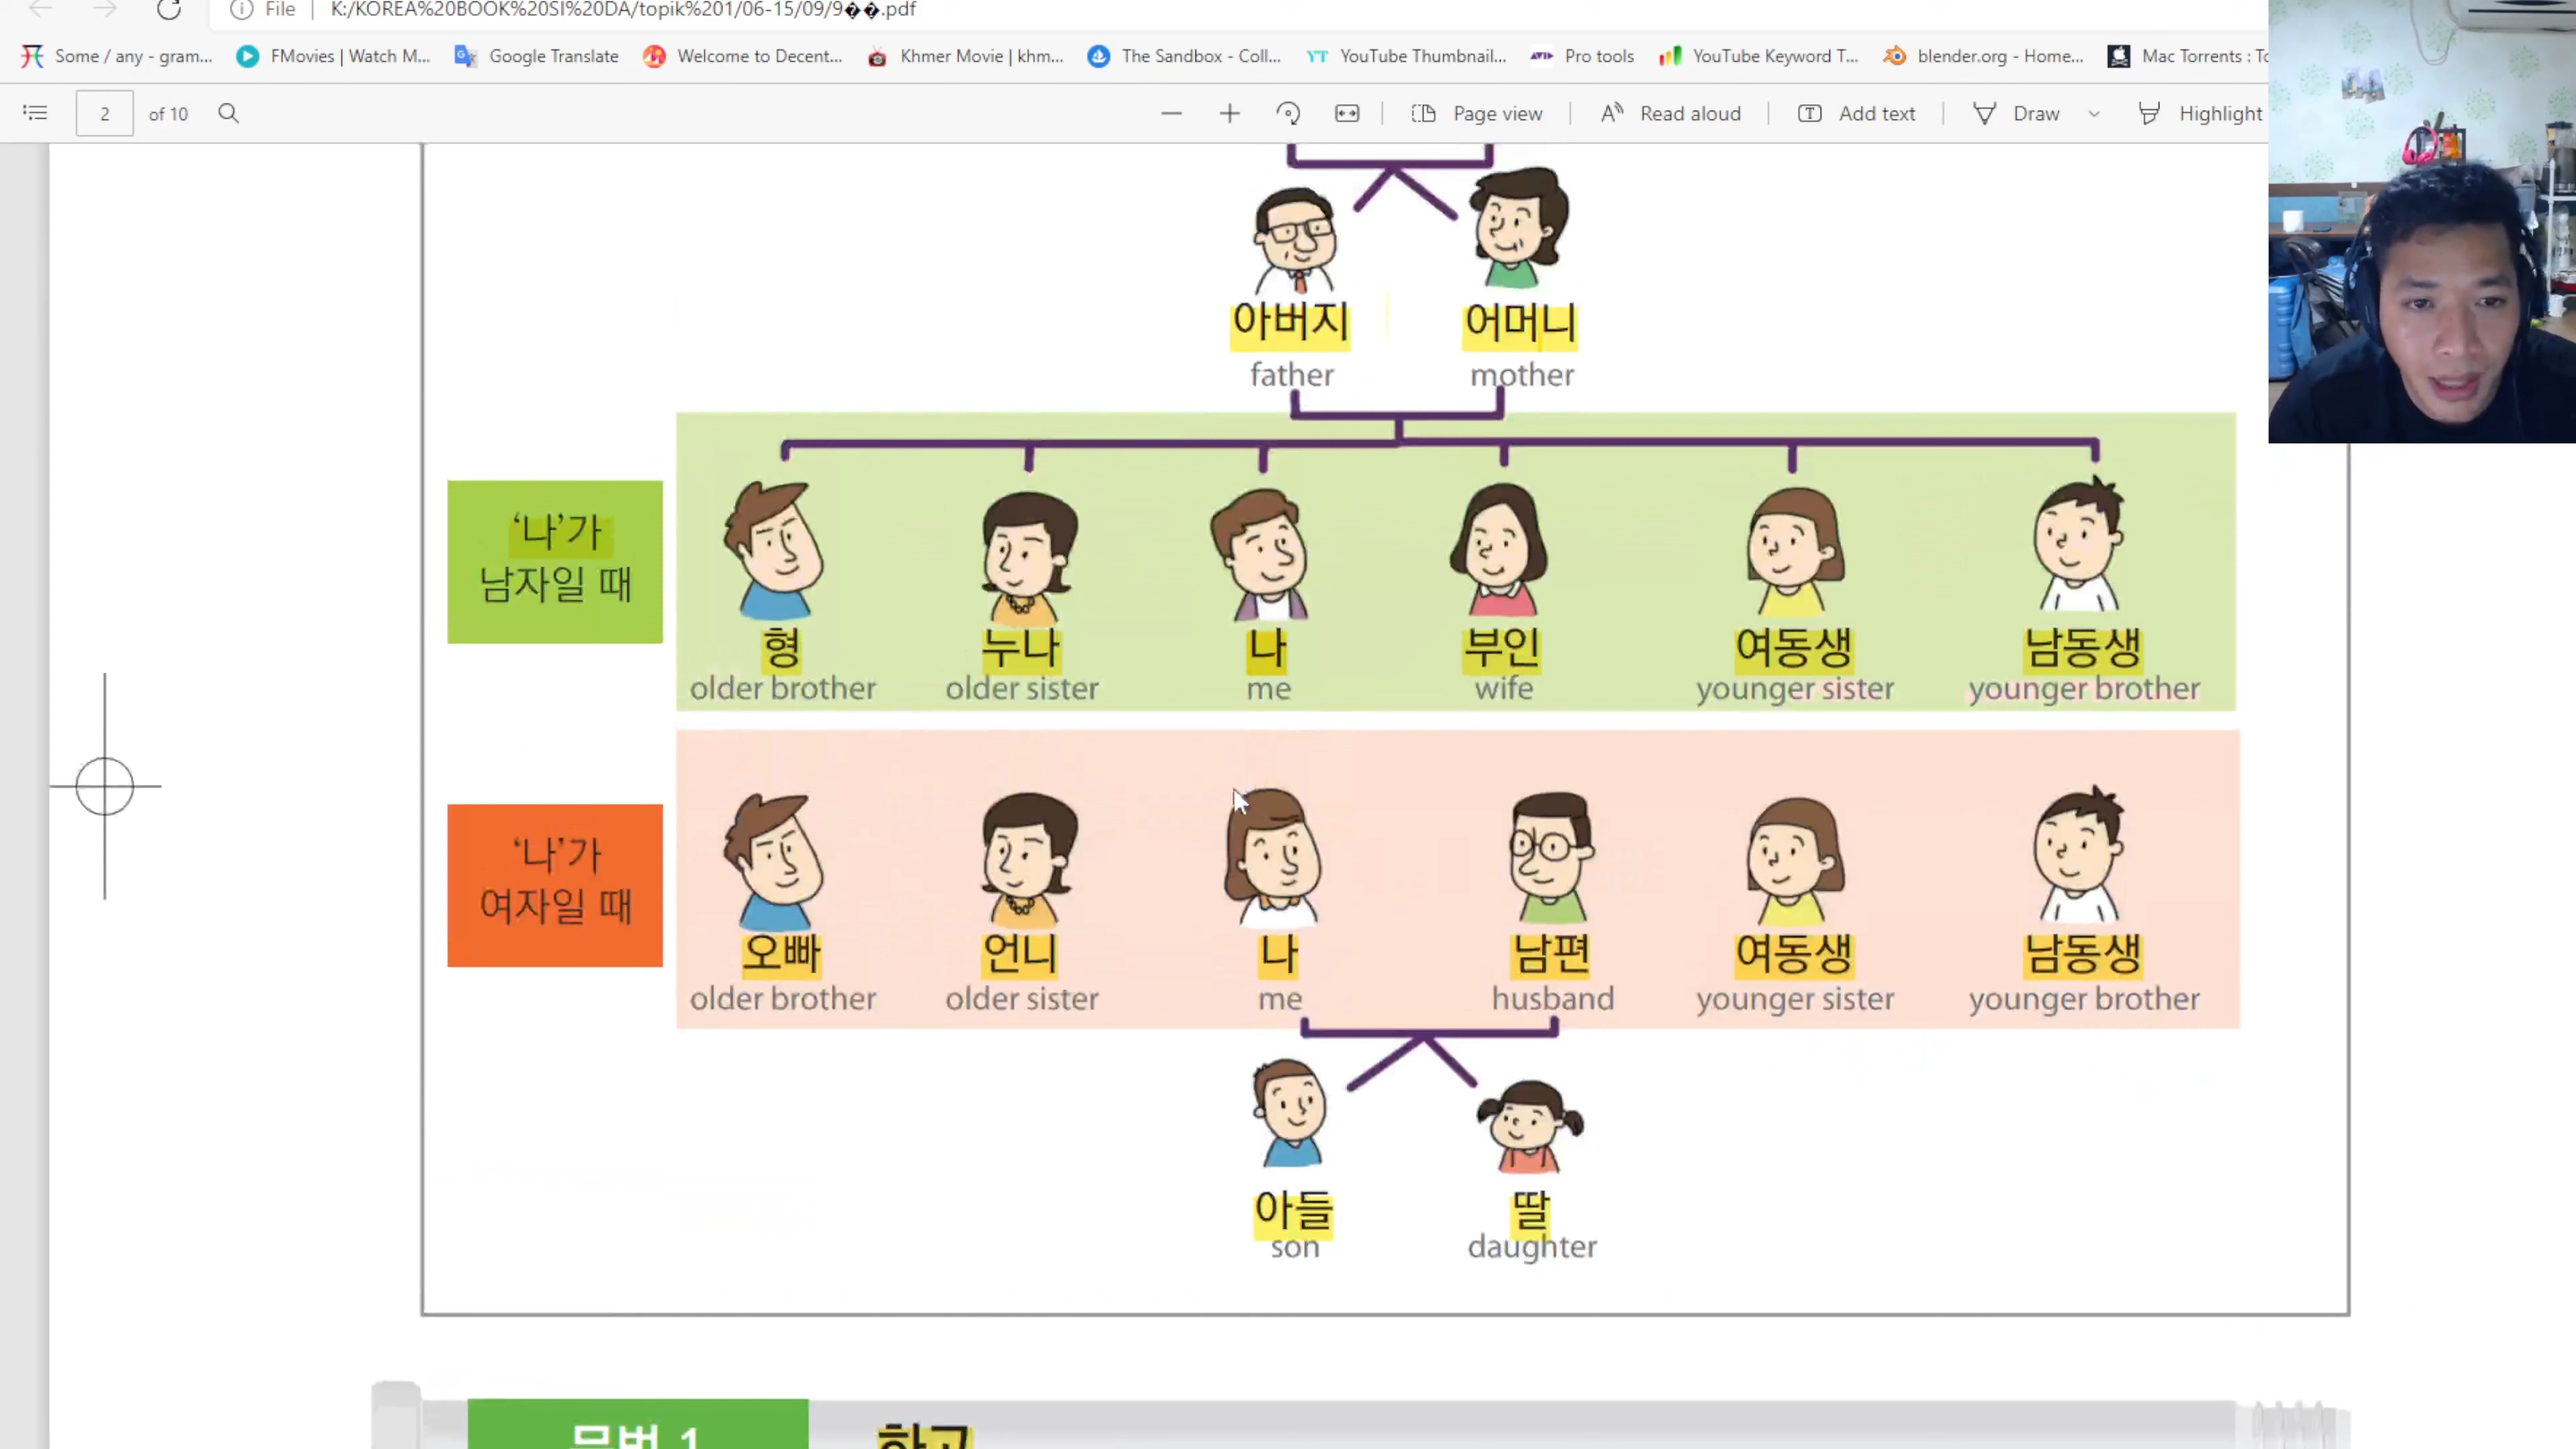 File | K:/KOREA%20BOOK%20SI%20DA/topik%201/06-15/09/9��.pdf
Some / any - gram... FMovies | Watch M... Google Translate Welcome to Decent... Khmer Movie | khm... The Sandbox - Coll... YouTube Thumbnail... Pro tools YouTube Keyword T... blender.org - Home... Mac Torrents : To
2 of 10 Page view Read aloud Add text Draw Highlight
아버지 어머니
father mother
‘나’가
남자일 때
형 누나 나 부인 여동생 남동생
older brother older sister me wife younger sister younger brother
‘나’가
여자일 때
오빠 언니 나 남편 여동생 남동생
older brother older sister me husband younger sister younger brother
아들 딸
son daughter
문법 1 하고